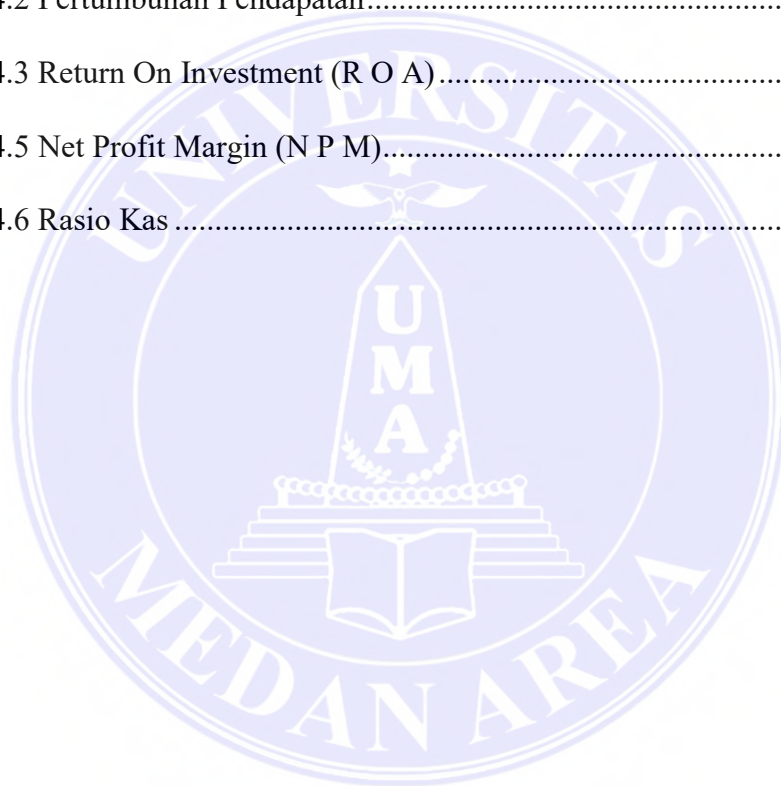 4.2 Pertumbuhan Pendapatan..........................................................
4.3 Return On Investment (R O A)..........................................................
4.5 Net Profit Margin (N P M)..........................................................
4.6 Rasio Kas..........................................................
UNIVERSITAS
UMA
MEDAN AREA